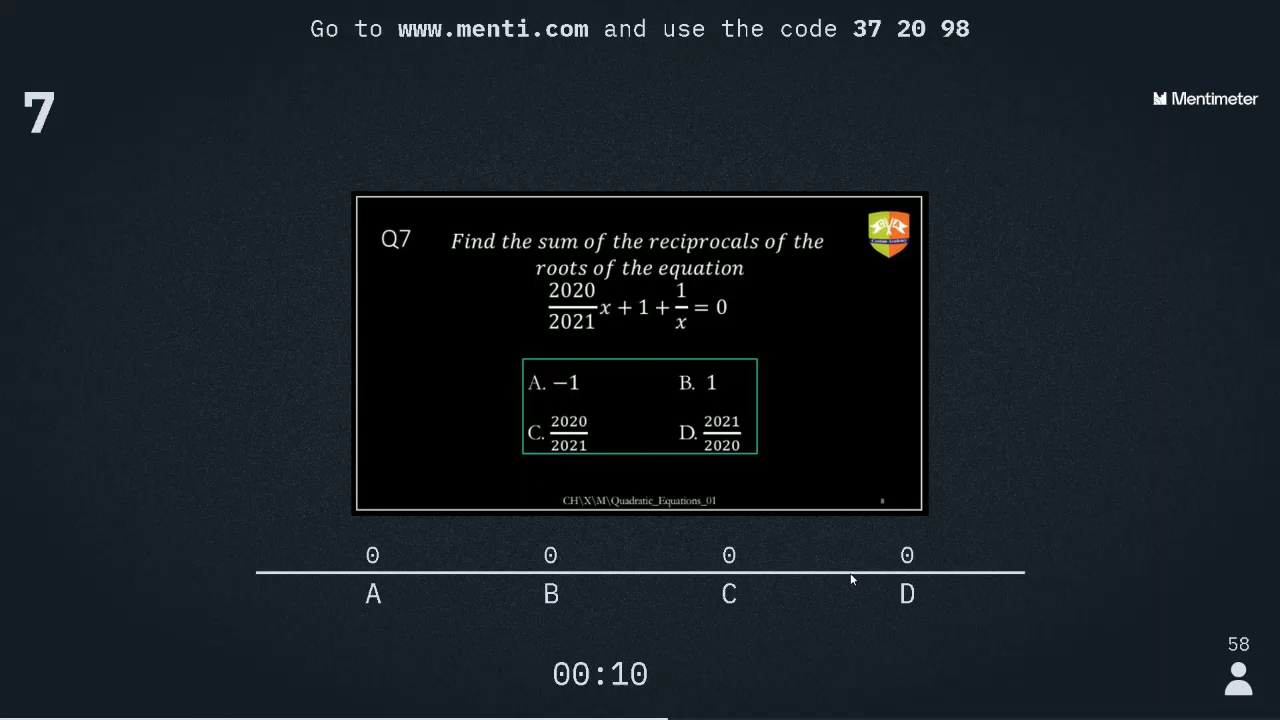 Go to www.menti.com and use the code 37 20 98
7
Mentimeter
Q7
Find the sum of the reciprocals of the
roots of the equation
2020/2021 x + 1 + 1/x = 0
A. −1
B. 1
C. 2020/2021
D. 2021/2020
CH\X\M\Quadratic_Equations_01
8
0 0 0 0
A B C D
00:10
58